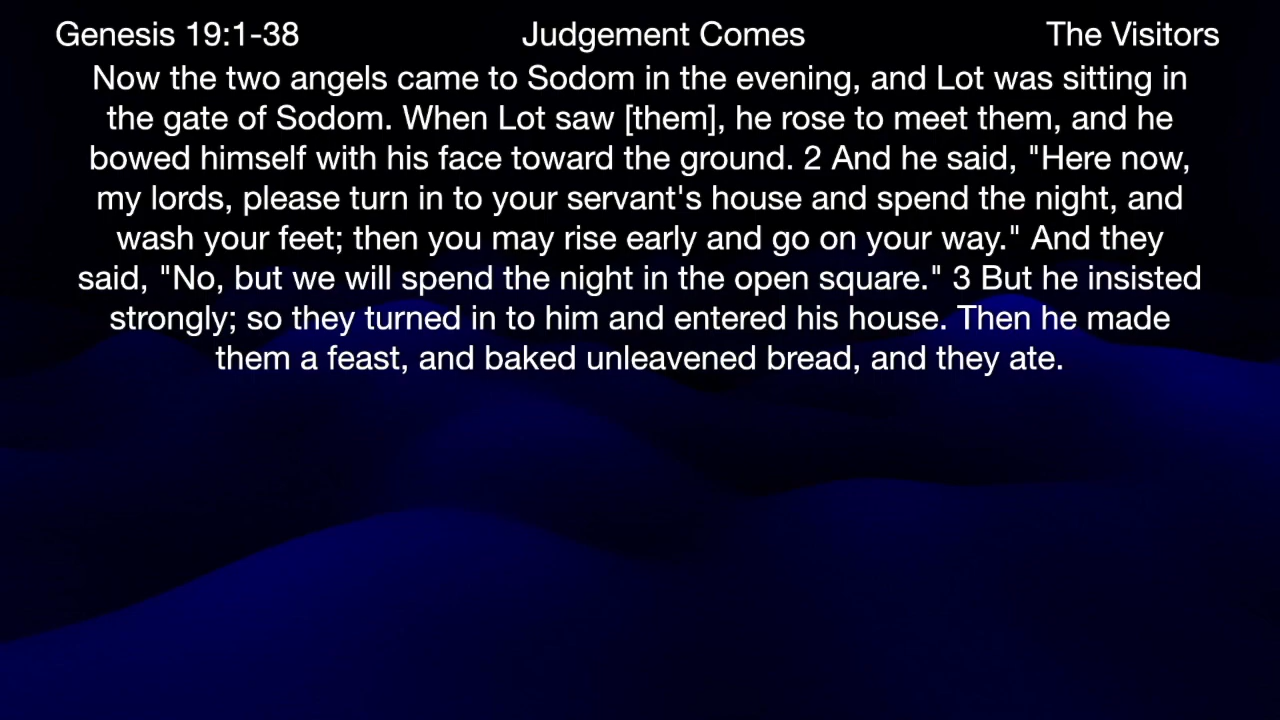 Genesis 19:1-38 Judgement Comes The Visitors
Now the two angels came to Sodom in the evening, and Lot was sitting in
the gate of Sodom. When Lot saw [them], he rose to meet them, and he
bowed himself with his face toward the ground. 2 And he said, "Here now,
my lords, please turn in to your servant's house and spend the night, and
wash your feet; then you may rise early and go on your way." And they
said, "No, but we will spend the night in the open square." 3 But he insisted
strongly; so they turned in to him and entered his house. Then he made
them a feast, and baked unleavened bread, and they ate.